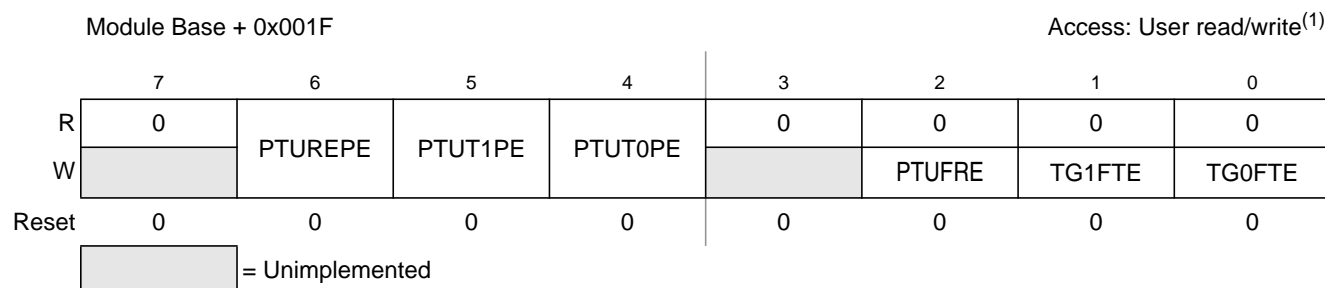 Module Base + 0x001F Access: User read/write(1)
7 6 5 4 3 2 1 0
R 0 PTUREPE PTUT1PE PTUT0PE 0 0 0 0
W PTUFRE TG1FTE TG0FTE
Reset 0 0 0 0 0 0 0 0
= Unimplemented